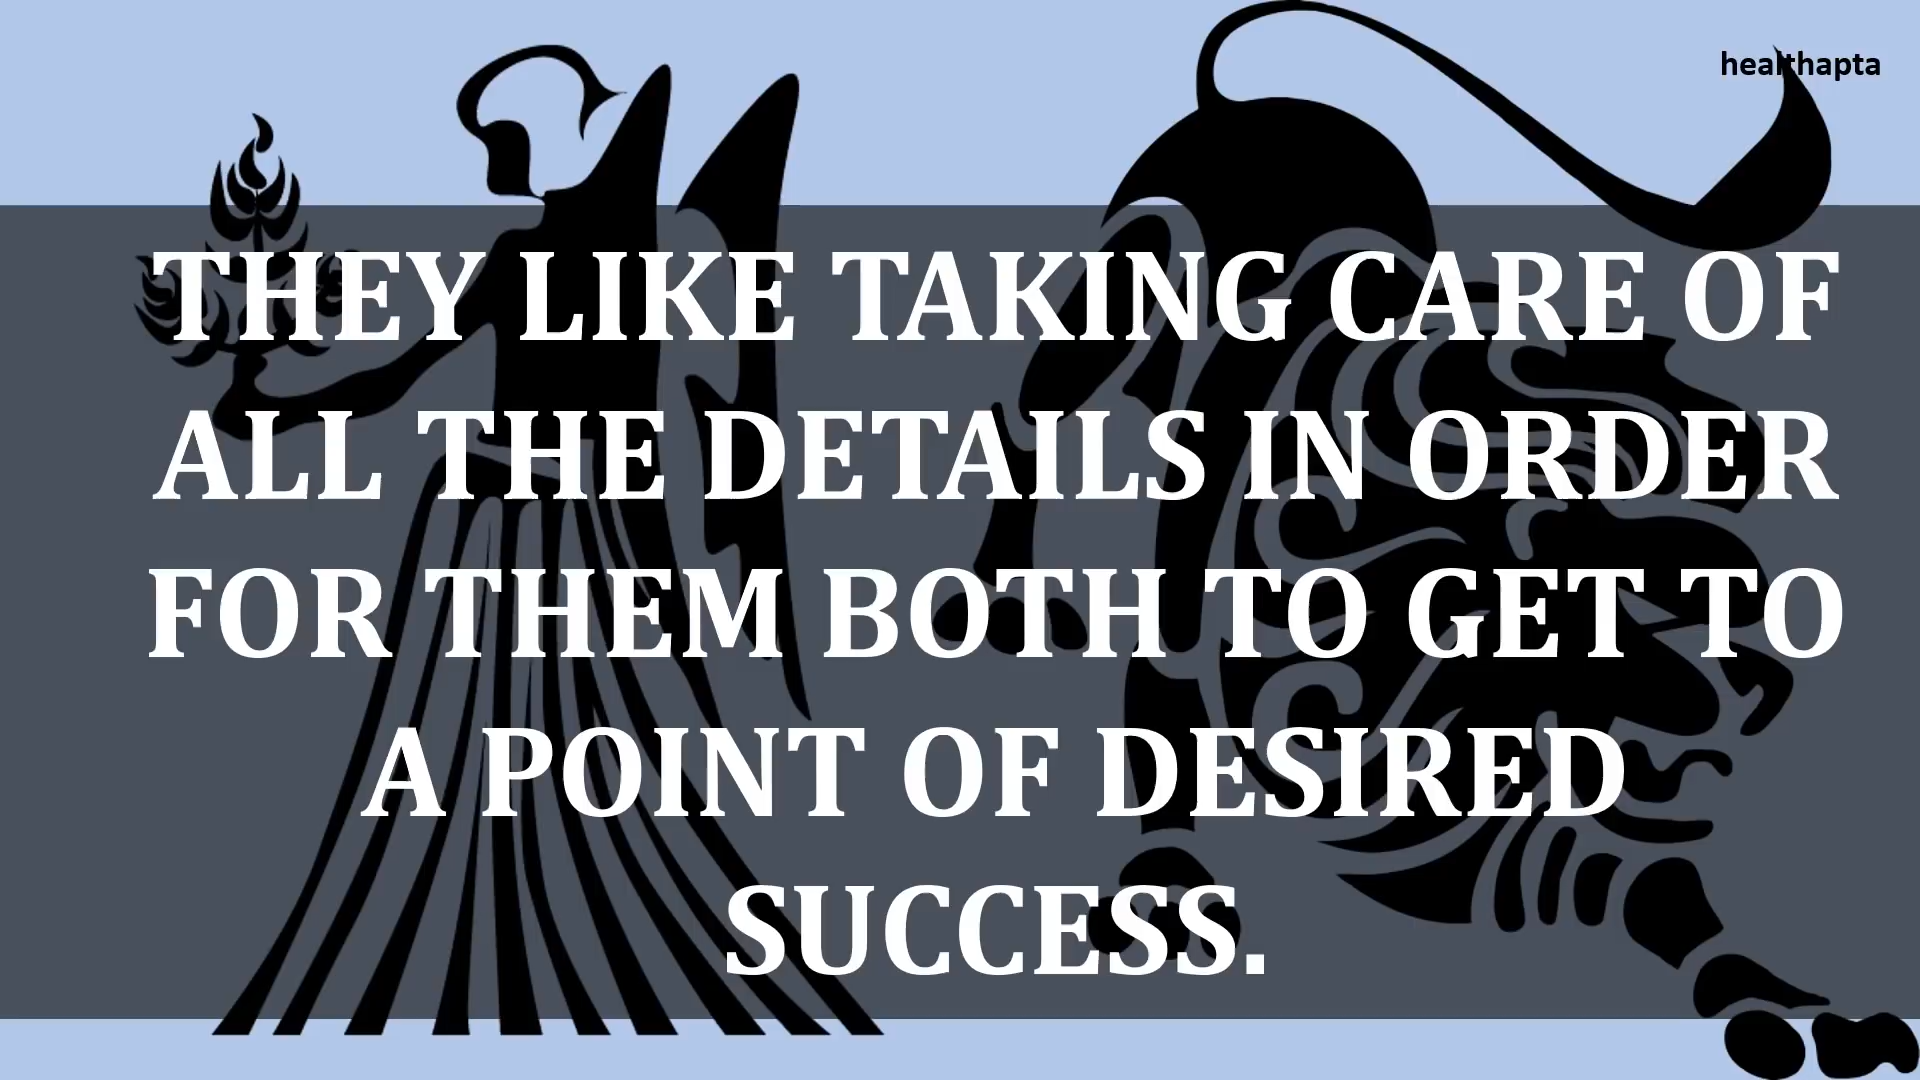 healthapta
THEY LIKE TAKING CARE OF
ALL THE DETAILS IN ORDER
FOR THEM BOTH TO GET TO
A POINT OF DESIRED
SUCCESS.